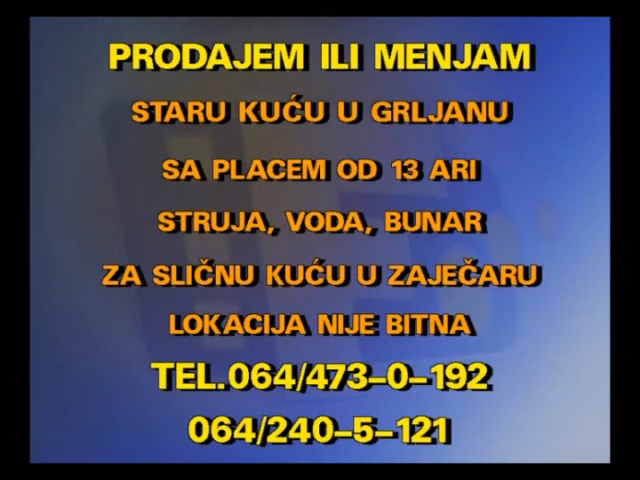 PRODAJEM ILI MENJAM
STARU KUĆU U GRLJANU
SA PLACEM OD 13 ARI
STRUJA, VODA, BUNAR
ZA SLIČNU KUĆU U ZAJEČARU
LOKACIJA NIJE BITNA
TEL.064/473-0-192
064/240-5-121